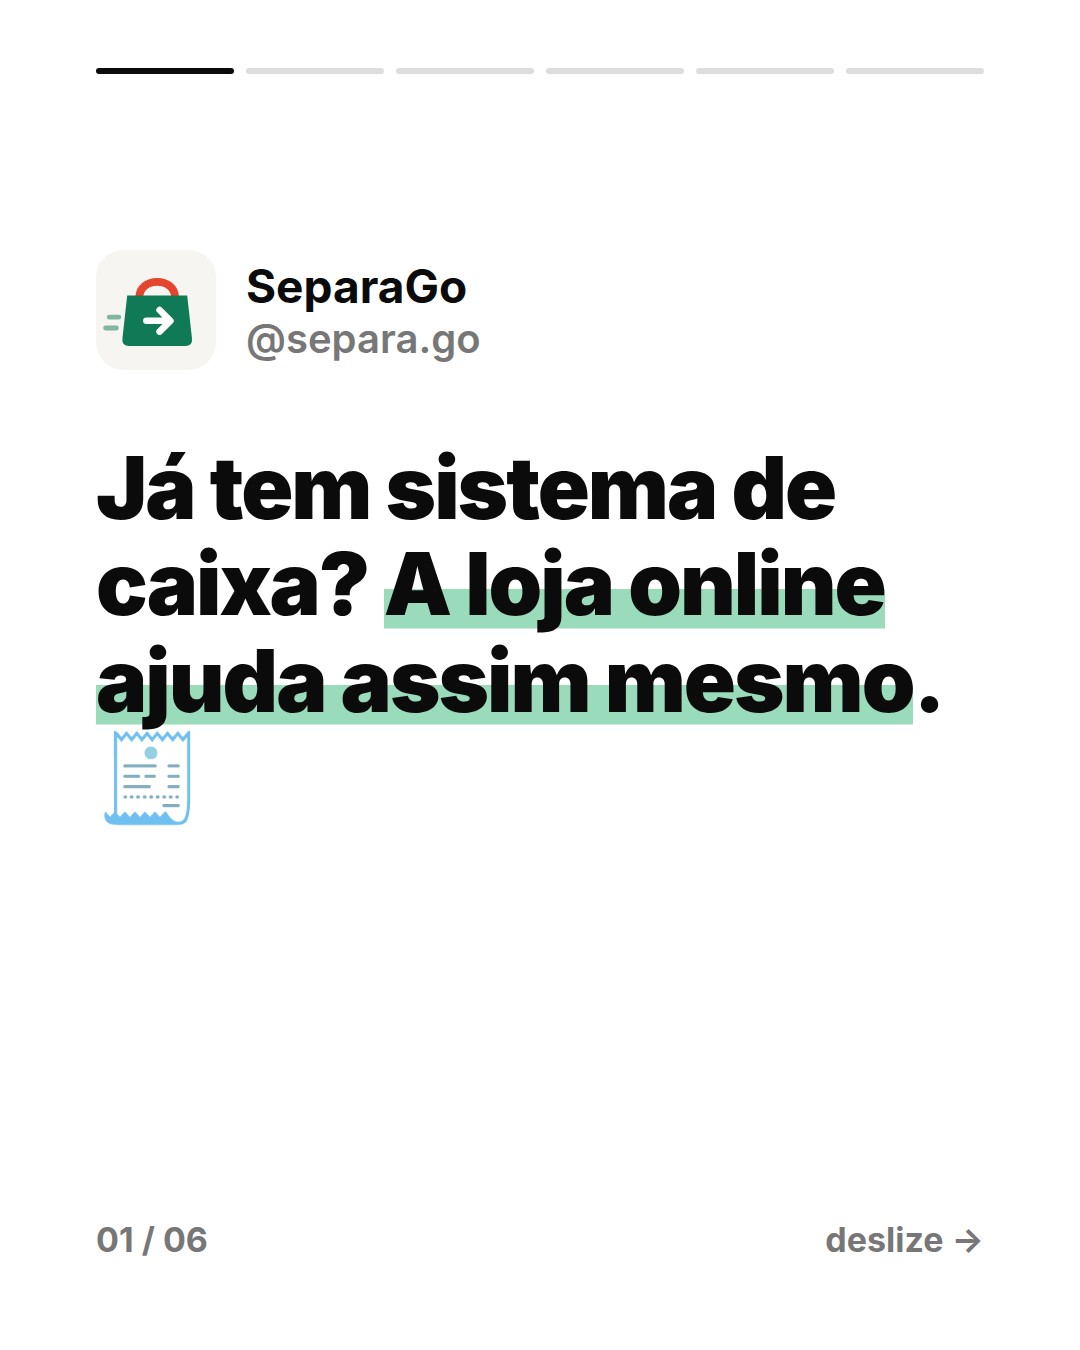 SeparaGo
@separa.go
Já tem sistema de
caixa? A loja online
ajuda assim mesmo.
01 / 06
deslize →